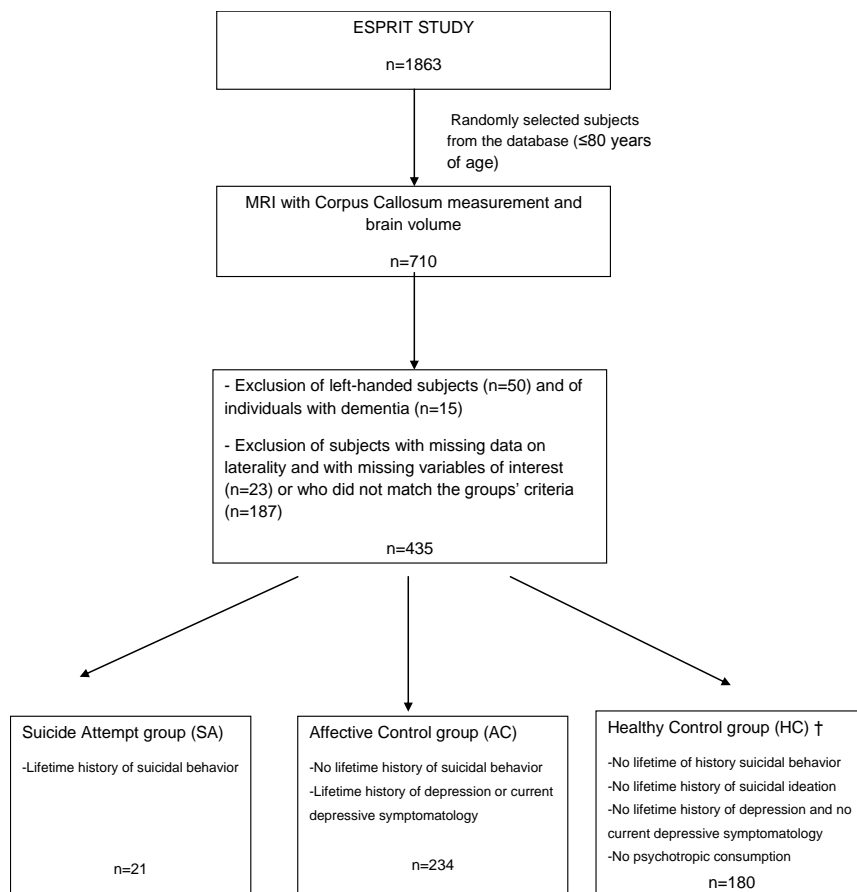 ESPRIT STUDY
n=1863
Randomly selected subjects
from the database (≤80 years
of age)
MRI with Corpus Callosum measurement and
brain volume
n=710
- Exclusion of left-handed subjects (n=50) and of
individuals with dementia (n=15)
- Exclusion of subjects with missing data on
laterality and with missing variables of interest
(n=23) or who did not match the groups' criteria
(n=187)
n=435
Suicide Attempt group (SA)
-Lifetime history of suicidal behavior
n=21
Affective Control group (AC)
-No lifetime history of suicidal behavior
-Lifetime history of depression or current
depressive symptomatology
n=234
Healthy Control group (HC) †
-No lifetime of history suicidal behavior
-No lifetime history of suicidal ideation
-No lifetime history of depression and no
current depressive symptomatology
-No psychotropic consumption
n=180